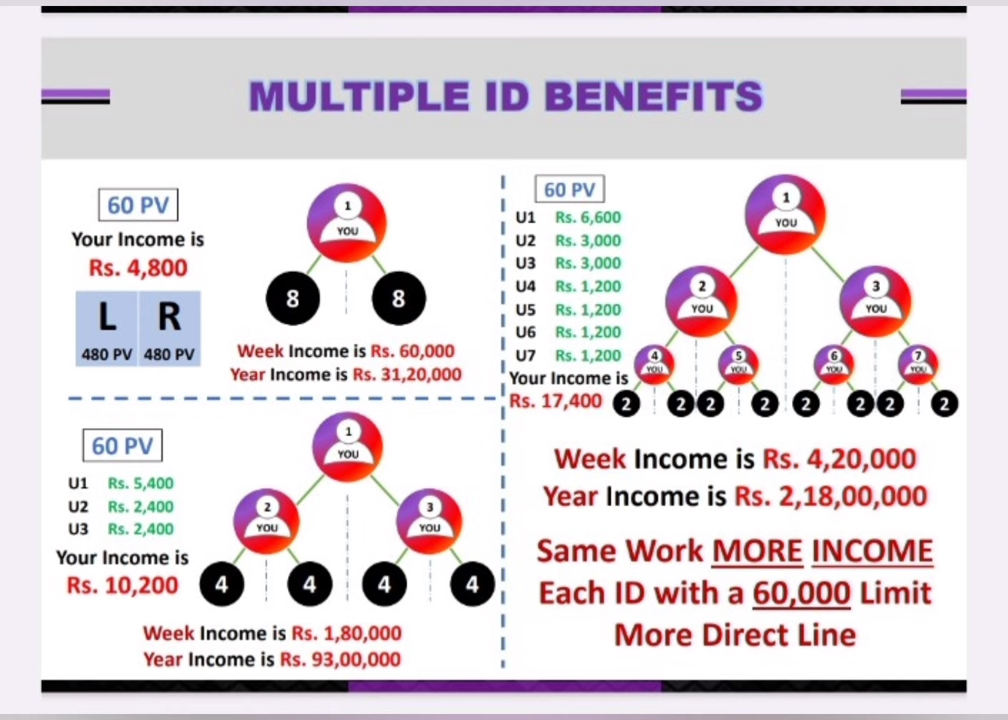 MULTIPLE ID BENEFITS
60 PV
Your Income is
Rs. 4,800
L R
480 PV 480 PV
1
YOU
8 8
Week Income is Rs. 60,000
Year Income is Rs. 31,20,000
60 PV
U1 Rs. 5,400
U2 Rs. 2,400
U3 Rs. 2,400
Your Income is
Rs. 10,200
1
YOU
2 3
YOU YOU
4 4 4 4
Week Income is Rs. 1,80,000
Year Income is Rs. 93,00,000
60 PV
U1 Rs. 6,600
U2 Rs. 3,000
U3 Rs. 3,000
U4 Rs. 1,200
U5 Rs. 1,200
U6 Rs. 1,200
U7 Rs. 1,200
Your Income is
Rs. 17,400
1
YOU
2 3
YOU YOU
4 5 6 7
YOU YOU YOU YOU
2 2 2 2 2 2 2 2
Week Income is Rs. 4,20,000
Year Income is Rs. 2,18,00,000
Same Work MORE INCOME
Each ID with a 60,000 Limit
More Direct Line